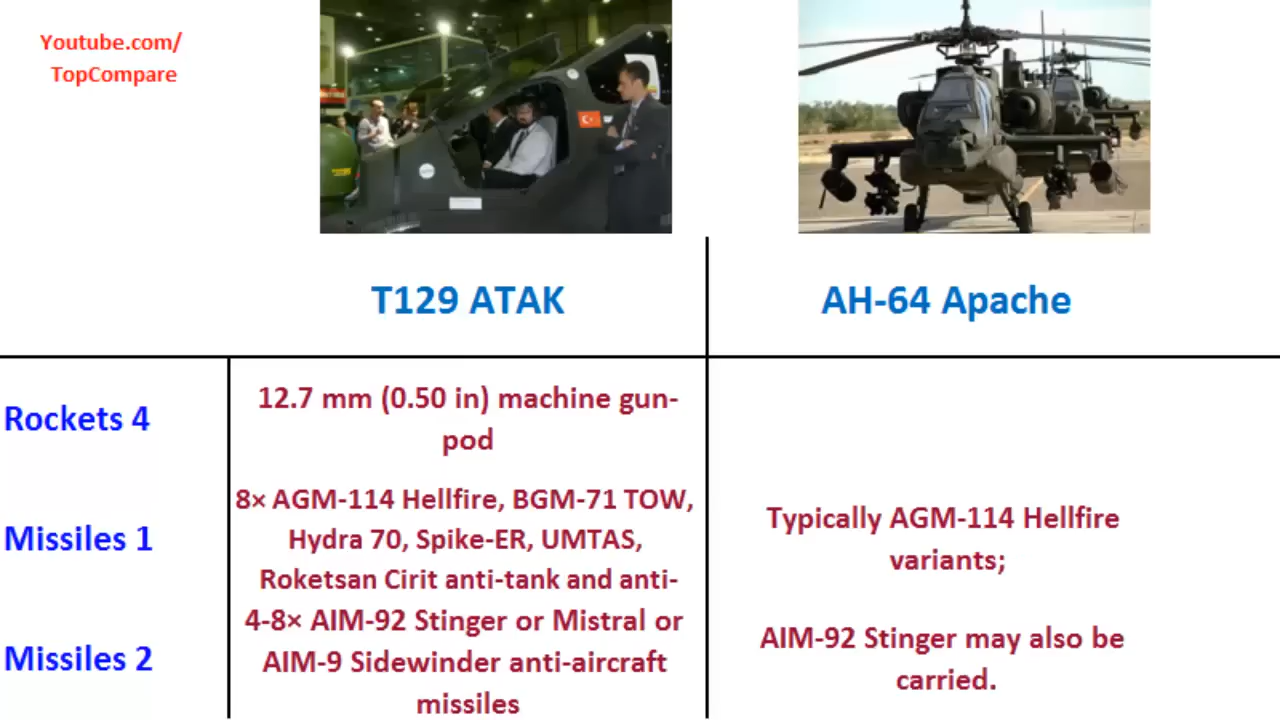 Youtube.com/
TopCompare
T129 ATAK
AH-64 Apache
Rockets 4
12.7 mm (0.50 in) machine gun-
pod
Missiles 1
8× AGM-114 Hellfire, BGM-71 TOW,
Hydra 70, Spike-ER, UMTAS,
Roketsan Cirit anti-tank and anti-
Typically AGM-114 Hellfire
variants;
Missiles 2
4-8× AIM-92 Stinger or Mistral or
AIM-9 Sidewinder anti-aircraft
missiles
AIM-92 Stinger may also be
carried.